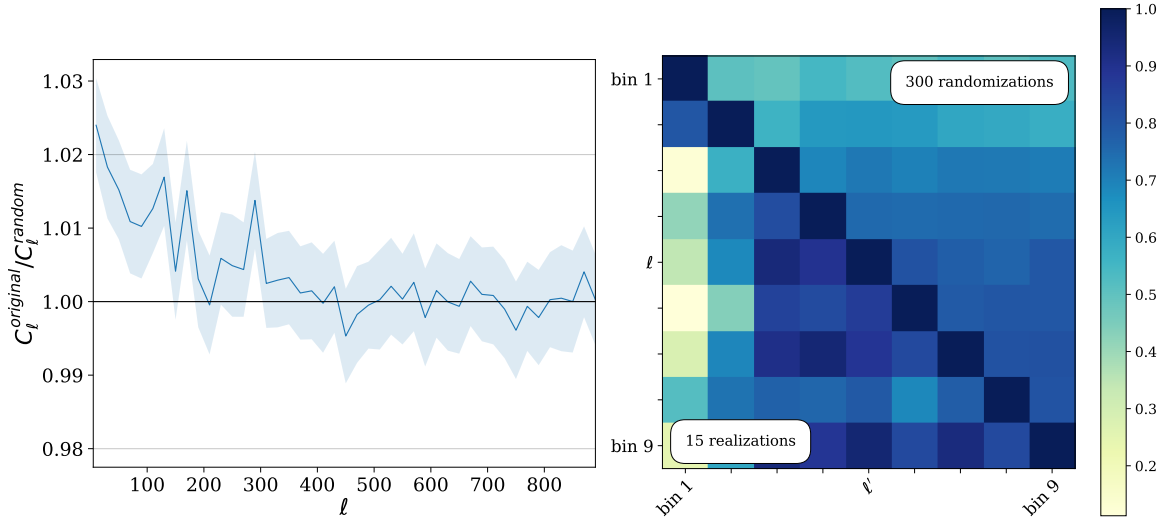 1.03
1.02
1.01
1.00
0.99
0.98
C_ℓ^{original}/C_ℓ^{random}
100 200 300 400 500 600 700 800
ℓ
300 randomizations
15 realizations
bin 1
ℓ
bin 9
bin 1 ℓ' bin 9
1.0
0.9
0.8
0.7
0.6
0.5
0.4
0.3
0.2